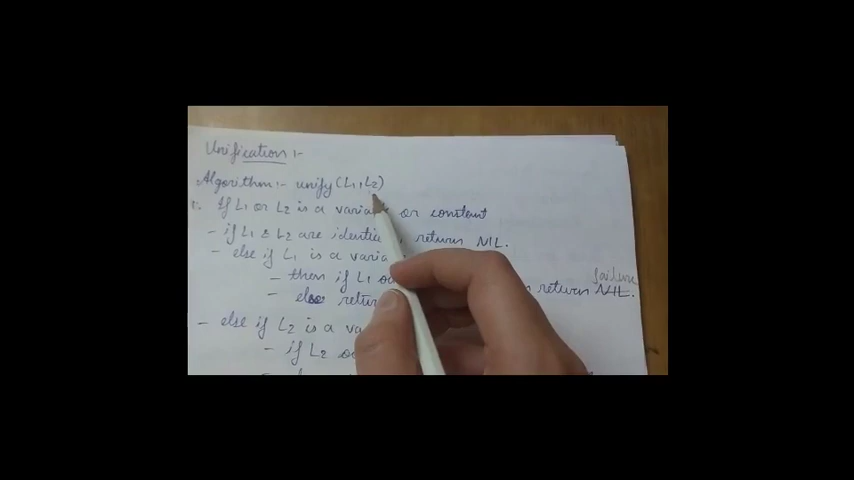 Unification :-
Algorithm :- unify (L1, L2)
1. If L1 or L2 is a variable or constant
- if L1 & L2 are identical return NIL.
- else if L1 is a varia
- then if L1 return failure NIL.
- else retur
- else if L2 is a va
- if L2